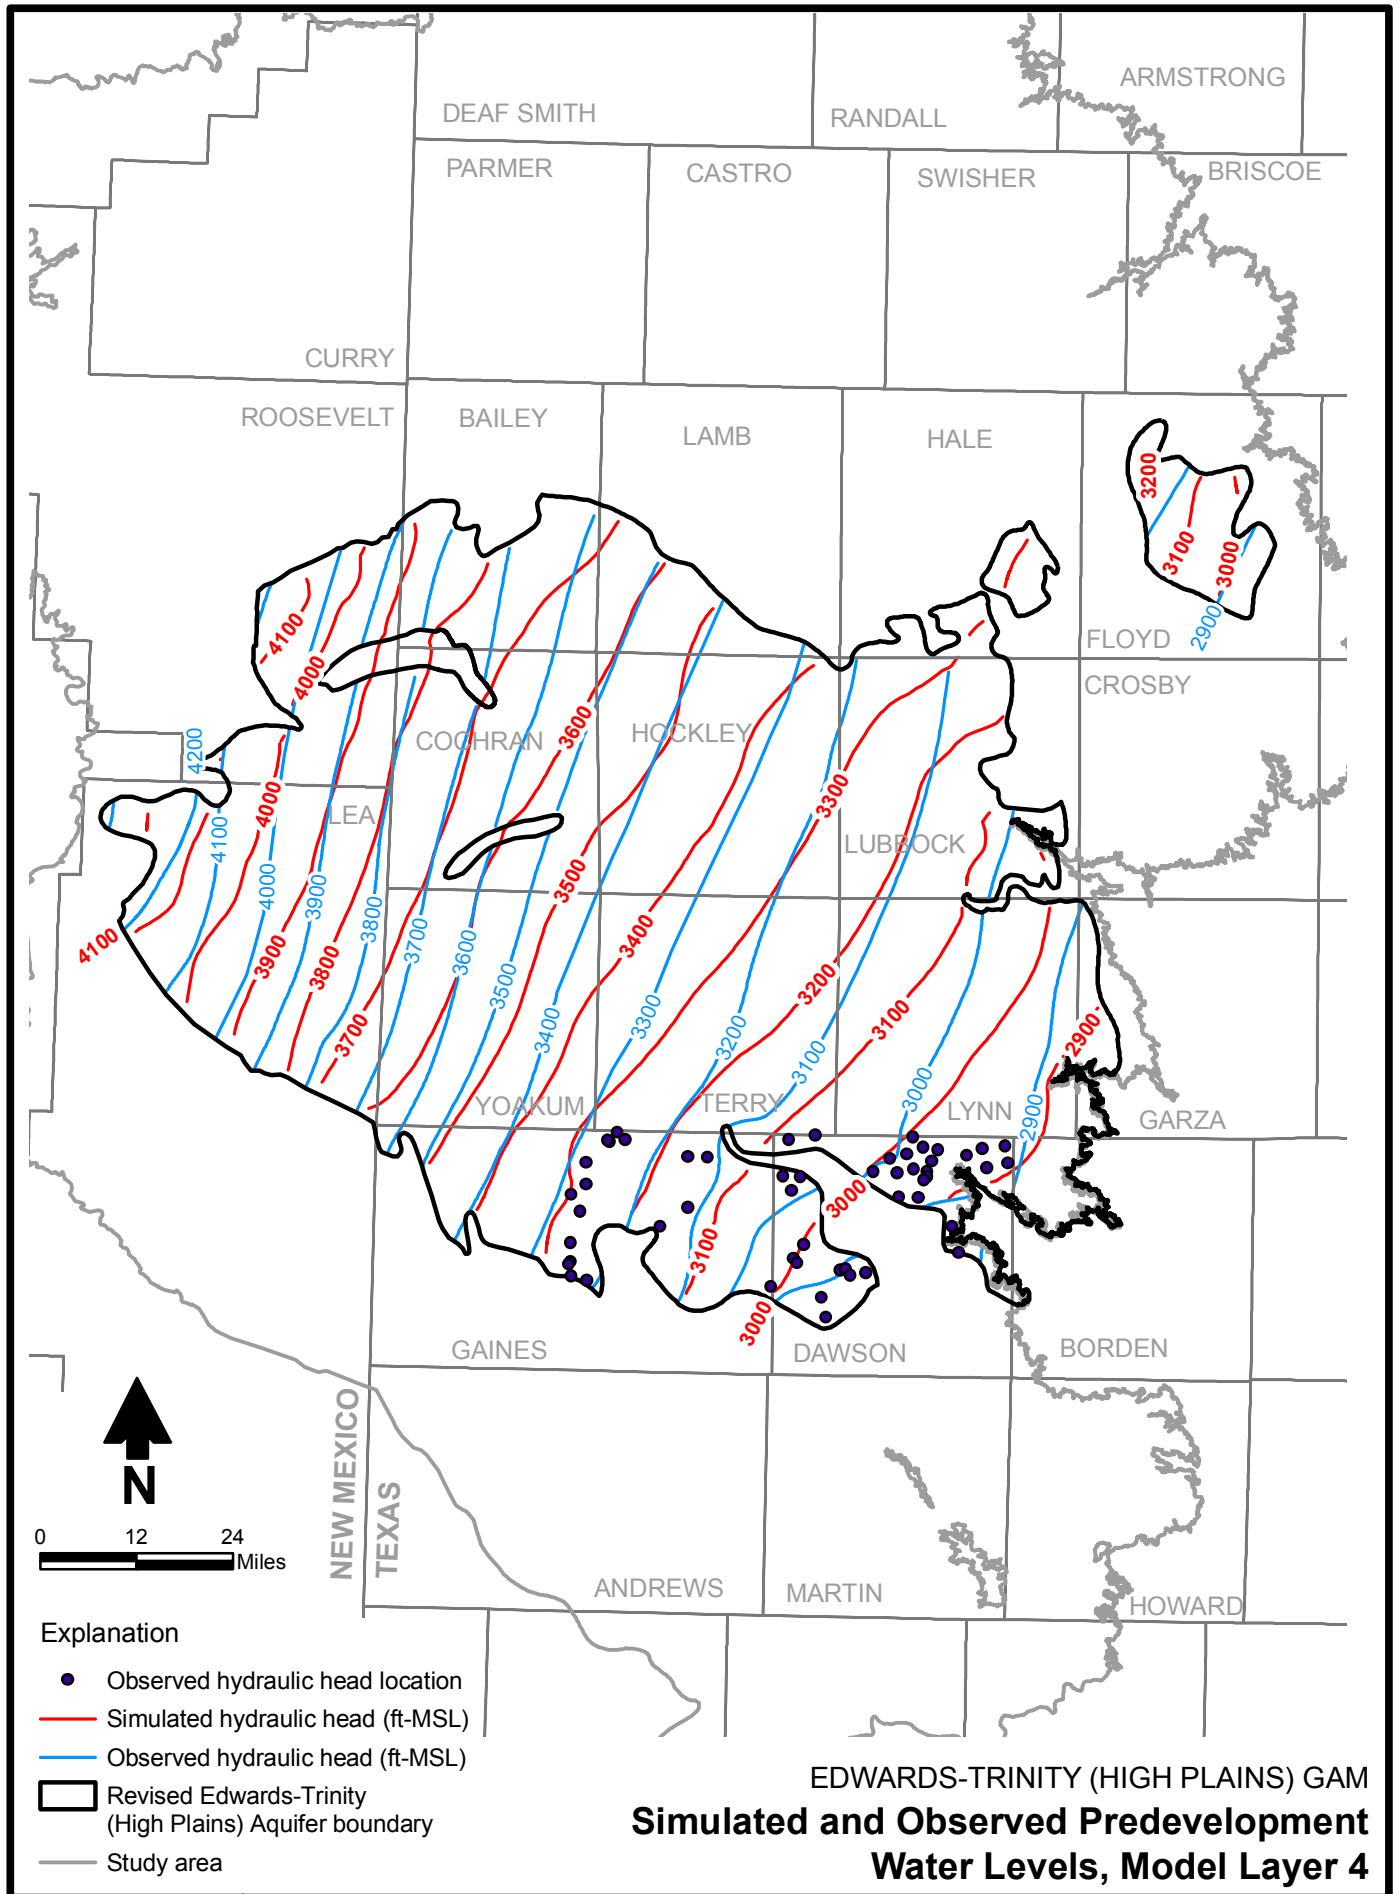 ARMSTRONG
DEAF SMITH
RANDALL
PARMER
CASTRO
SWISHER
BRISCOE
CURRY
ROOSEVELT
BAILEY
LAMB
HALE
3200
3100
3000
2900
FLOYD
CROSBY
4100
4000
4200
COCHRAN
3600
HOCKLEY
3300
LEA
4000
4100
LUBBOCK
4000
3900
3800
3700
3600
3500
3500
3400
3400
3300
3200
3200
3100
3100
4100
3900
3800
3700
3000
2900
2900
YOAKUM
TERRY
LYNN
GARZA
3000
3100
3000
GAINES
DAWSON
BORDEN
NEW MEXICO
TEXAS
N
0 12 24
Miles
ANDREWS
MARTIN
HOWARD
Explanation
Observed hydraulic head location
Simulated hydraulic head (ft-MSL)
Observed hydraulic head (ft-MSL)
Revised Edwards-Trinity
(High Plains) Aquifer boundary
Study area
EDWARDS-TRINITY (HIGH PLAINS) GAM
Simulated and Observed Predevelopment
Water Levels, Model Layer 4